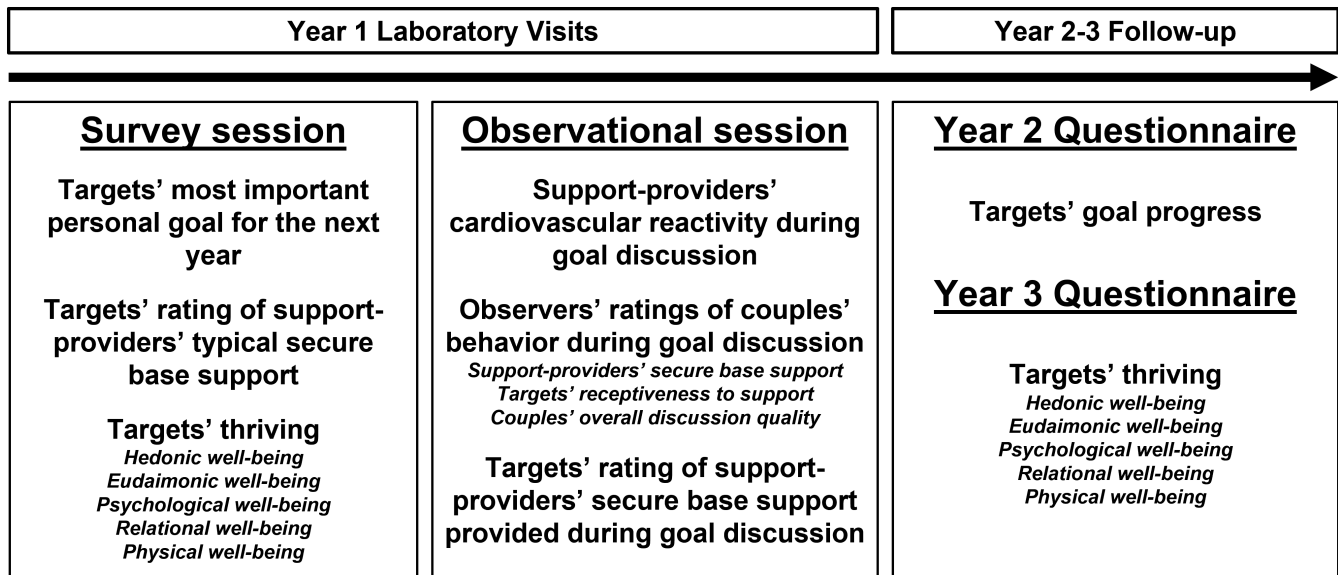 Year 1 Laboratory Visits
Year 2-3 Follow-up
Survey session
Targets’ most important
personal goal for the next
year
Targets’ rating of support-
providers’ typical secure
base support
Targets’ thriving
Hedonic well-being
Eudaimonic well-being
Psychological well-being
Relational well-being
Physical well-being
Observational session
Support-providers’
cardiovascular reactivity during
goal discussion
Observers’ ratings of couples’
behavior during goal discussion
Support-providers’ secure base support
Targets’ receptiveness to support
Couples’ overall discussion quality
Targets’ rating of support-
providers’ secure base support
provided during goal discussion
Year 2 Questionnaire
Targets’ goal progress
Year 3 Questionnaire
Targets’ thriving
Hedonic well-being
Eudaimonic well-being
Psychological well-being
Relational well-being
Physical well-being